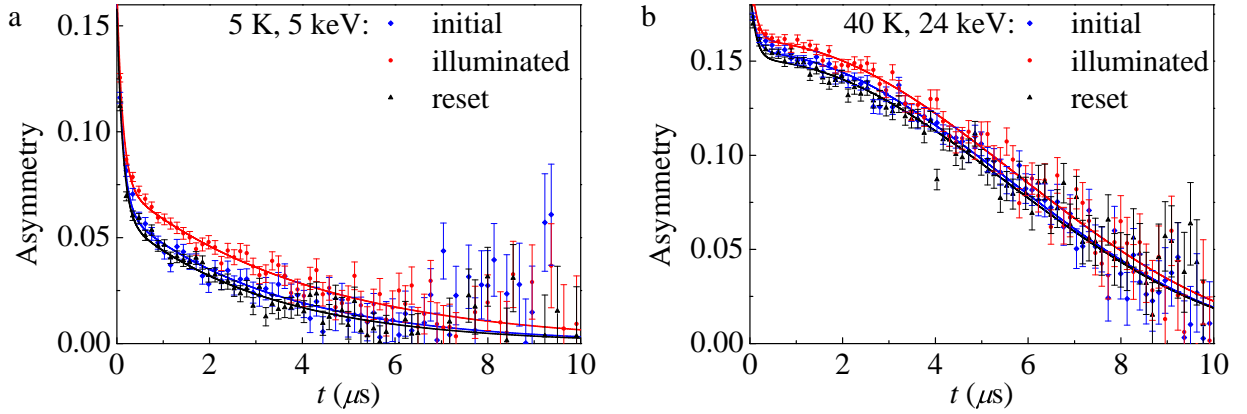 a
5 K, 5 keV:
initial
illuminated
reset
0.15
0.10
0.05
0.00
Asymmetry
0 2 4 6 8 10
t (μs)
b
40 K, 24 keV:
initial
illuminated
reset
0.15
0.10
0.05
0.00
Asymmetry
0 2 4 6 8 10
t (μs)